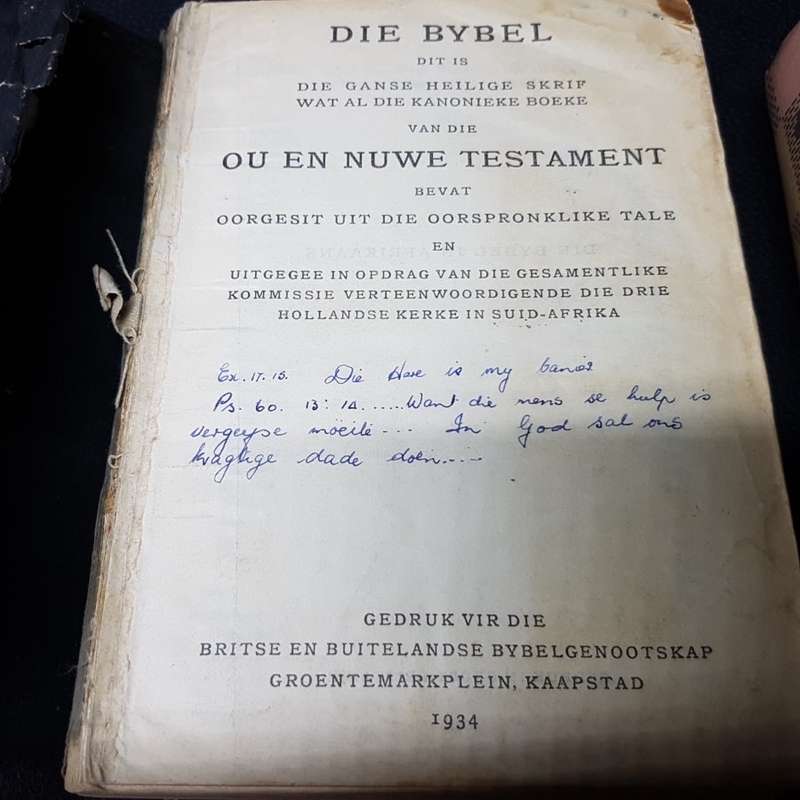 DIE BYBEL
DIT IS
DIE GANSE HEILIGE SKRIF
WAT AL DIE KANONIEKE BOEKE
VAN DIE
OU EN NUWE TESTAMENT
BEVAT
OORGESIT UIT DIE OORSPRONKLIKE TALE
EN
UITGEGEE IN OPDRAG VAN DIE GESAMENTLIKE
KOMMISSIE VERTEENWOORDIGENDE DIE DRIE
HOLLANDSE KERKE IN SUID-AFRIKA
Ex. 17. 15. Die Here is my banier
Ps. 60. 13: 14. .....Want die mens se hulp is
vergeefse moeite... In God sal ons
kragtige dade doen....
GEDRUK VIR DIE
BRITSE EN BUITELANDSE BYBELGENOOTSKAP
GROENTEMARKPLEIN, KAAPSTAD
1934